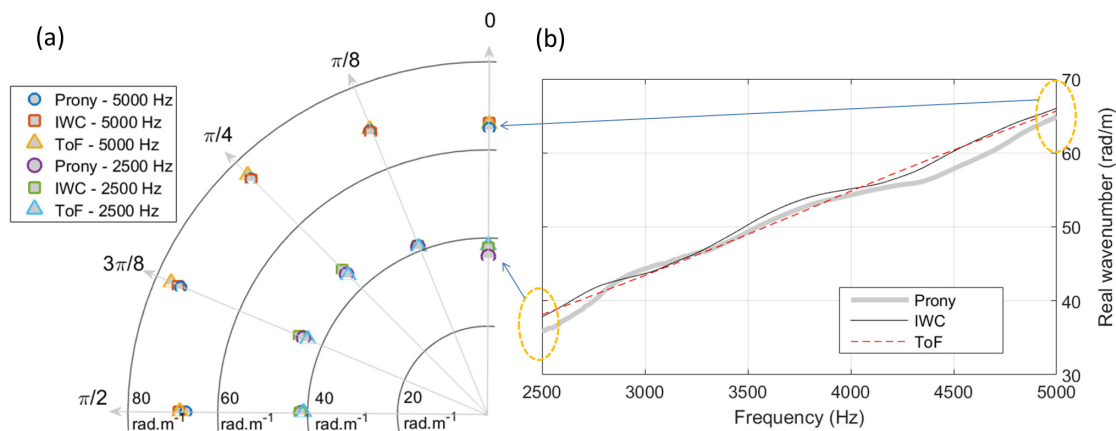 (a)
0
π/8
π/4
3π/8
π/2
Prony - 5000 Hz
IWC - 5000 Hz
ToF - 5000 Hz
Prony - 2500 Hz
IWC - 2500 Hz
ToF - 2500 Hz
80
rad.m⁻¹
60
rad.m⁻¹
40
rad.m⁻¹
20
rad.m⁻¹
(b)
70
60
50
40
30
Real wavenumber (rad/m)
Prony
IWC
ToF
2500
3000
3500
4000
4500
5000
Frequency (Hz)